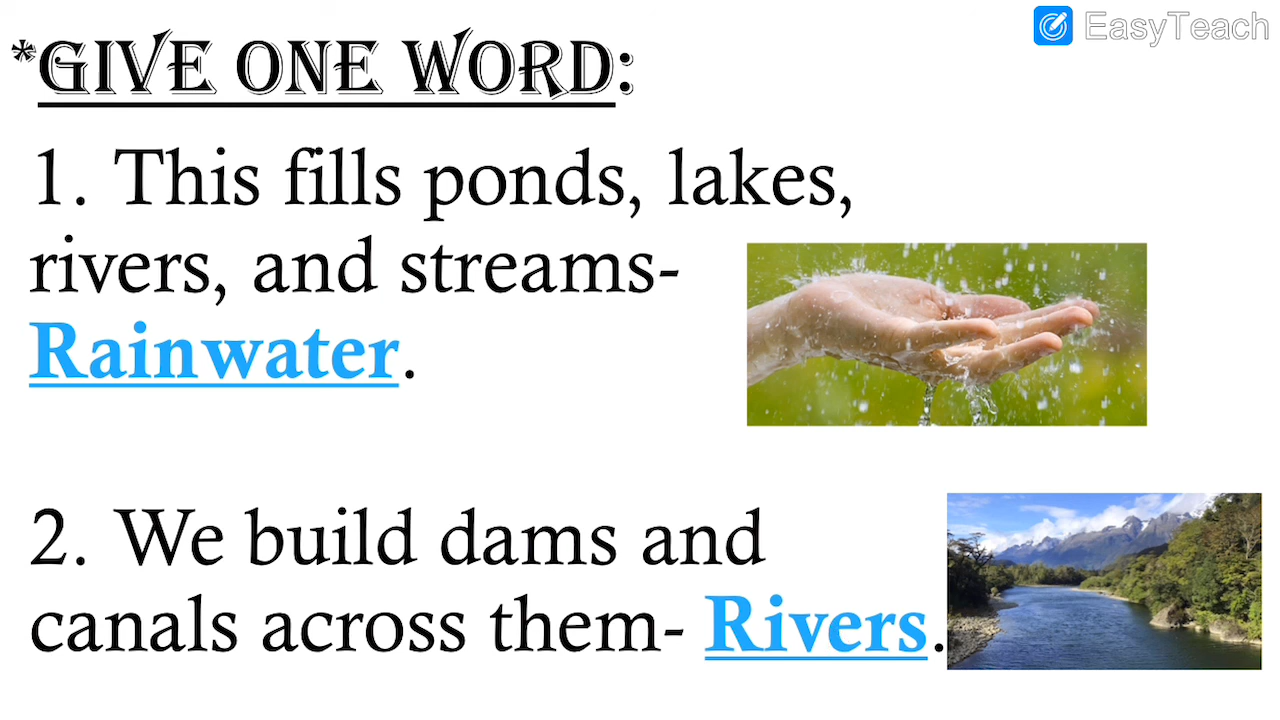 EasyTeach
*GIVE ONE WORD:
1. This fills ponds, lakes,
rivers, and streams-
Rainwater.
2. We build dams and
canals across them- Rivers.